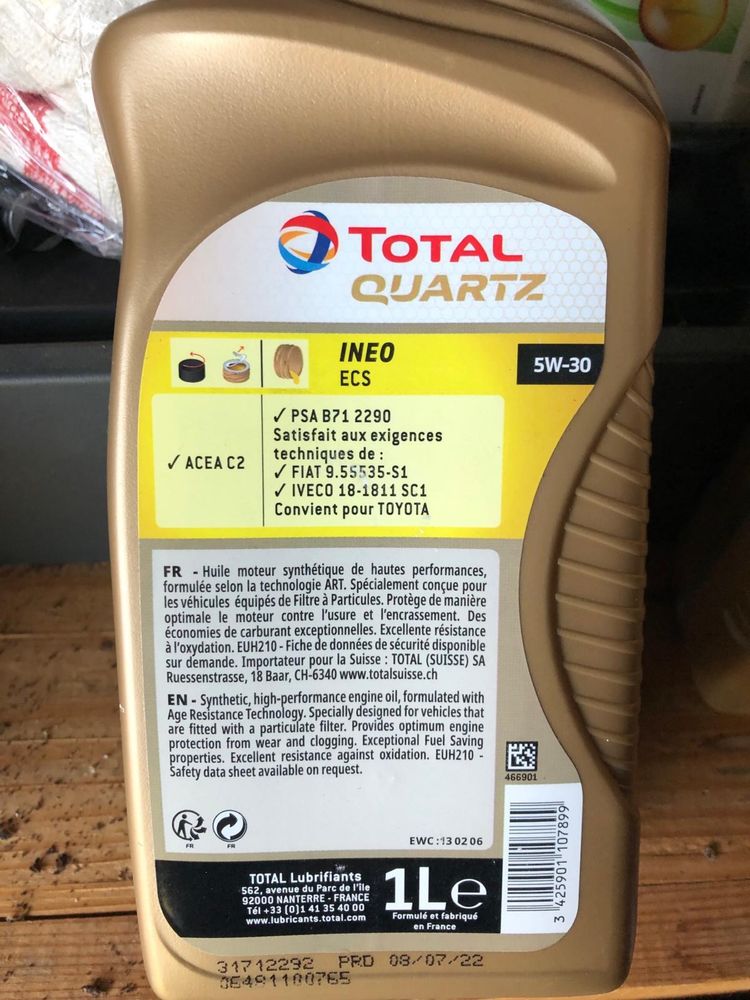 TOTAL
QUARTZ
INEO
ECS
5W-30
✓ ACEA C2
✓ PSA B71 2290
Satisfait aux exigences
techniques de :
✓ FIAT 9.55535-S1
✓ IVECO 18-1811 SC1
Convient pour TOYOTA
FR - Huile moteur synthétique de hautes performances,
formulée selon la technologie ART. Spécialement conçue pour
les véhicules équipés de Filtre à Particules. Protège de manière
optimale le moteur contre l'usure et l'encrassement. Des
économies de carburant exceptionnelles. Excellente résistance
à l'oxydation. EUH210 - Fiche de données de sécurité disponible
sur demande. Importateur pour la Suisse : TOTAL (SUISSE) SA
Ruessenstrasse, 18 Baar, CH-6340 www.totalsuisse.ch
EN - Synthetic, high-performance engine oil, formulated with
Age Resistance Technology. Specially designed for vehicles that
are fitted with a particulate filter. Provides optimum engine
protection from wear and clogging. Exceptional Fuel Saving
properties. Excellent resistance against oxidation. EUH210 -
Safety data sheet available on request.
466901
FR
FR
EWC :13 02 06
TOTAL Lubrifiants
562, avenue du Parc de l'île
92000 NANTERRE - FRANCE
Tél +33 (0)1 41 35 40 00
www.lubricants.total.com
1L e
Formulé et fabriqué
en France
3 425901 107899
31712292 PRD 08/07/22